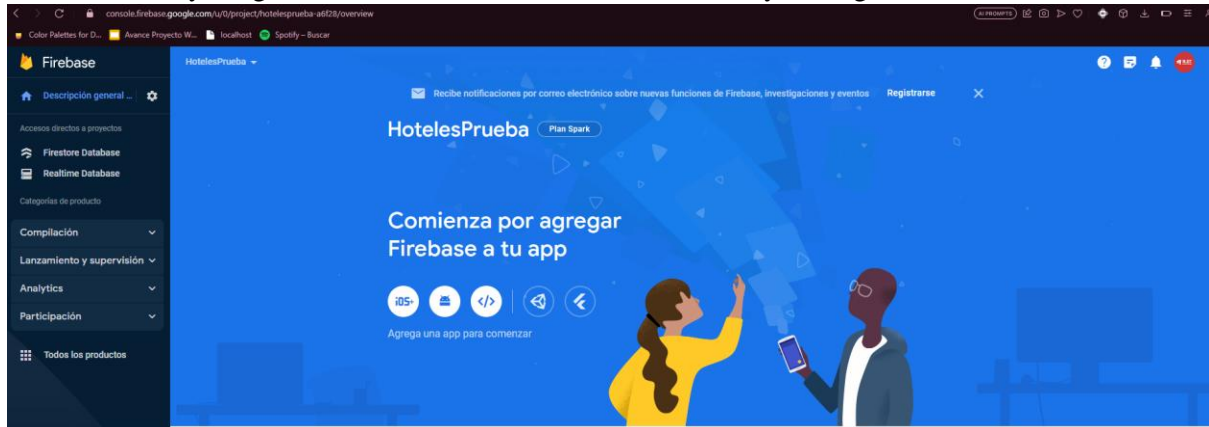 console.firebase.google.com/u/0/project/hotelesprueba-a6f28/overview
AI PROMPTS
Color Palettes for D... Avance Proyecto W... localhost Spotify – Buscar
Firebase
HotelesPrueba
Descripción general ...
Recibe notificaciones por correo electrónico sobre nuevas funciones de Firebase, investigaciones y eventos Registrarse
Accesos directos a proyectos
Firestore Database
Realtime Database
Categorías de producto
Compilación
Lanzamiento y supervisión
Analytics
Participación
Todos los productos
HotelesPrueba Plan Spark
Comienza por agregar
Firebase a tu app
iOS+
Agrega una app para comenzar